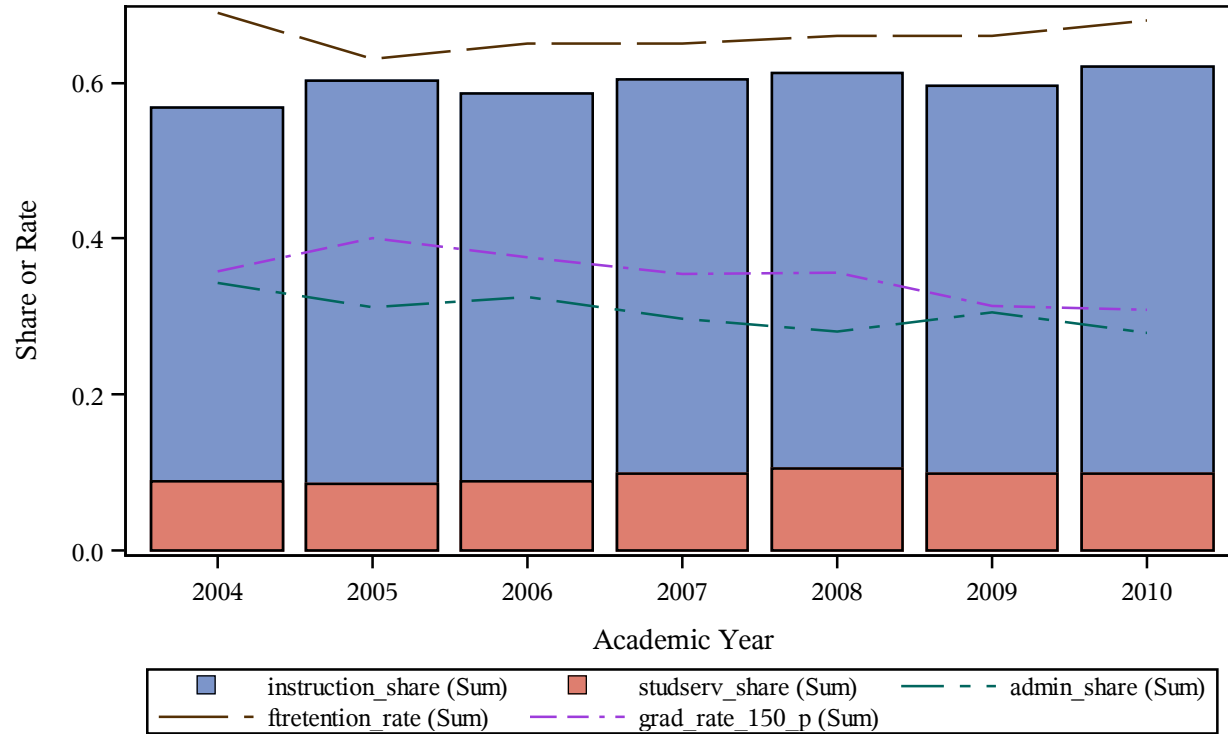 Share or Rate
0.6
0.4
0.2
0.0
2004 2005 2006 2007 2008 2009 2010
Academic Year
instruction_share (Sum) studserv_share (Sum) admin_share (Sum)
ftretention_rate (Sum) grad_rate_150_p (Sum)